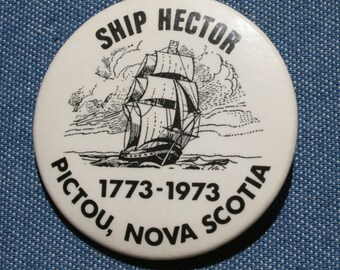 SHIP HECTOR
1773-1973
PICTOU, NOVA SCOTIA